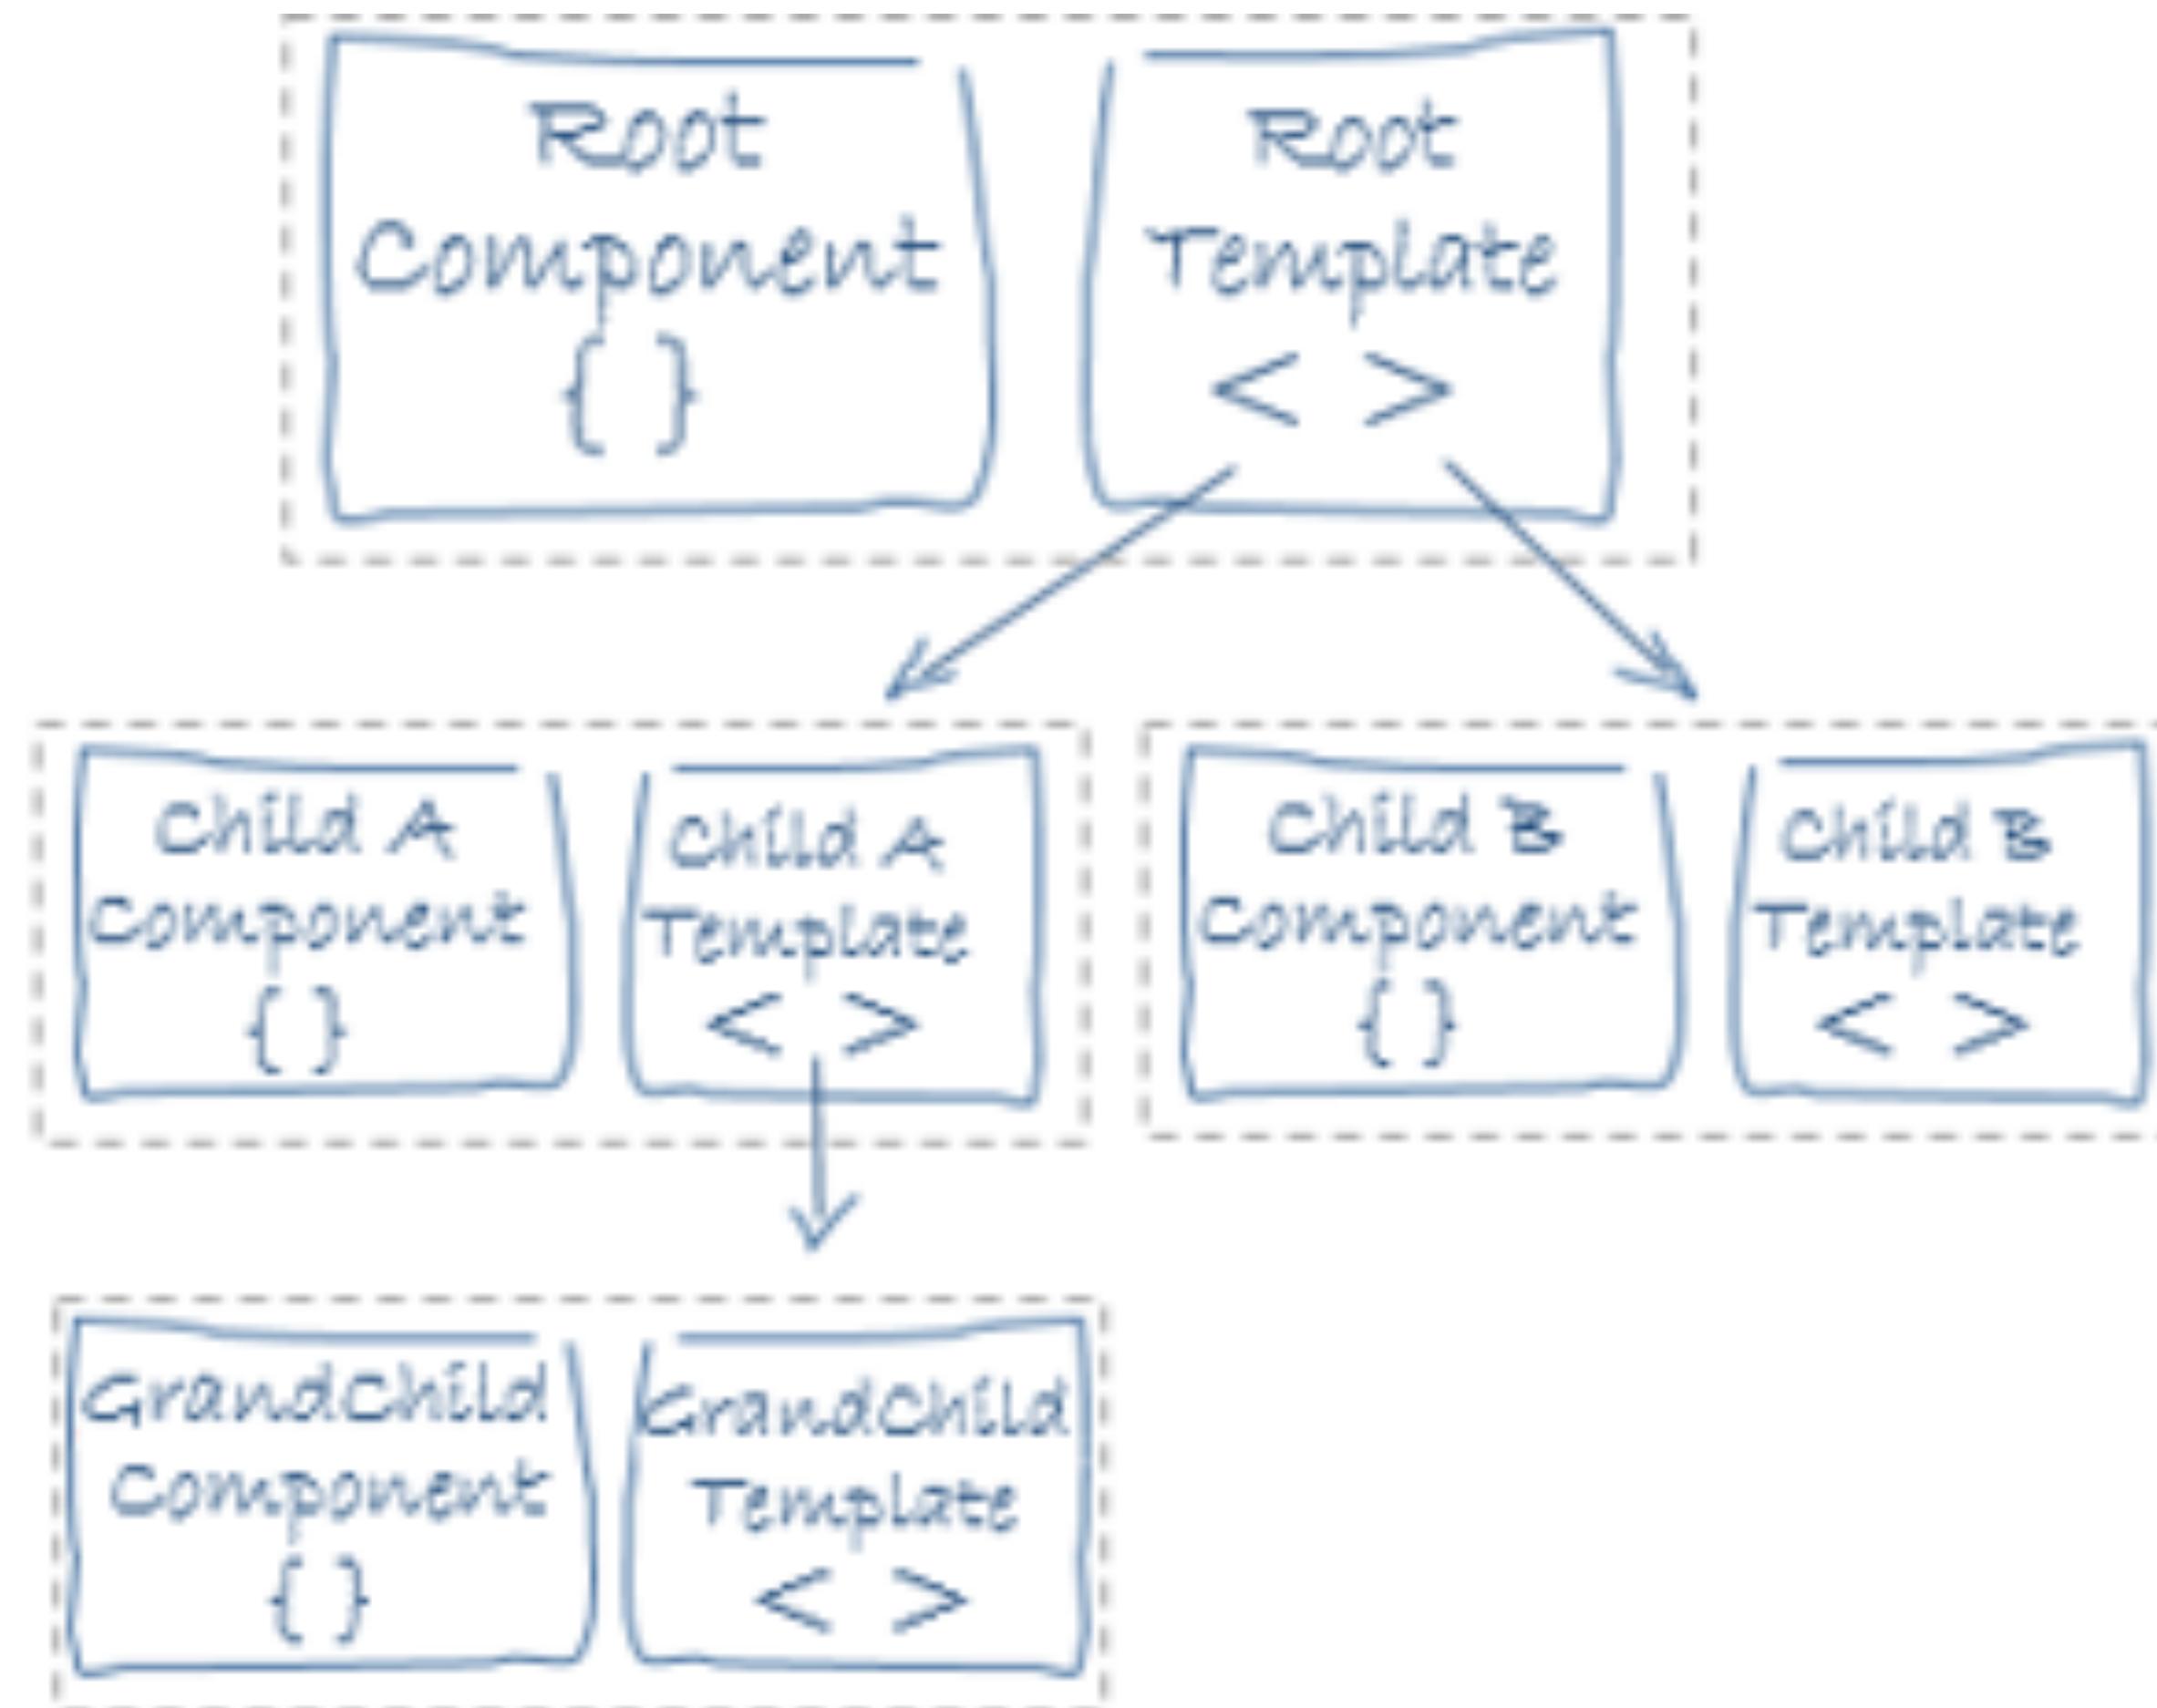 Root
Component
{ }
Root
Template
< >
Child A
Component
{ }
Child A
Template
< >
Child B
Component
{ }
Child B
Template
< >
GrandChild
Component
{ }
GrandChild
Template
< >